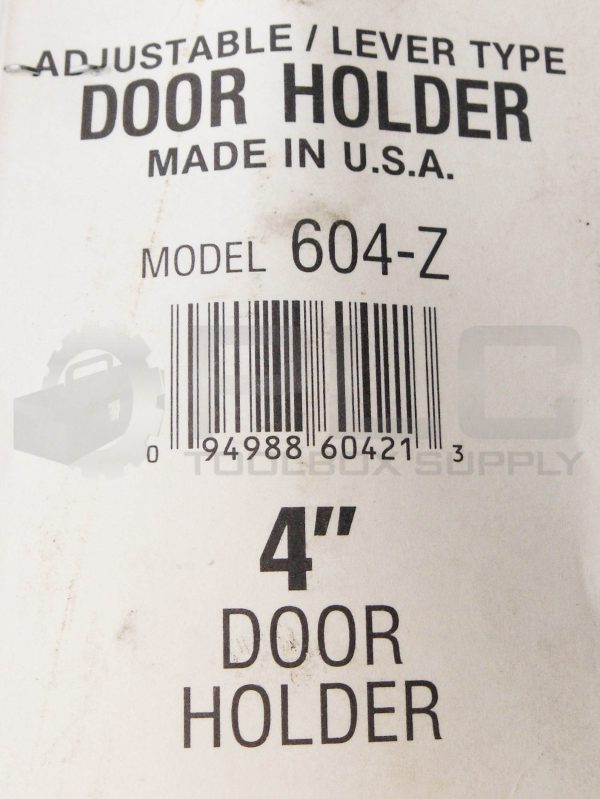 ADJUSTABLE / LEVER TYPE
DOOR HOLDER
MADE IN U.S.A.
MODEL 604-Z
0 94988 60421 3
TOOLBOX SUPPLY
4"
DOOR
HOLDER